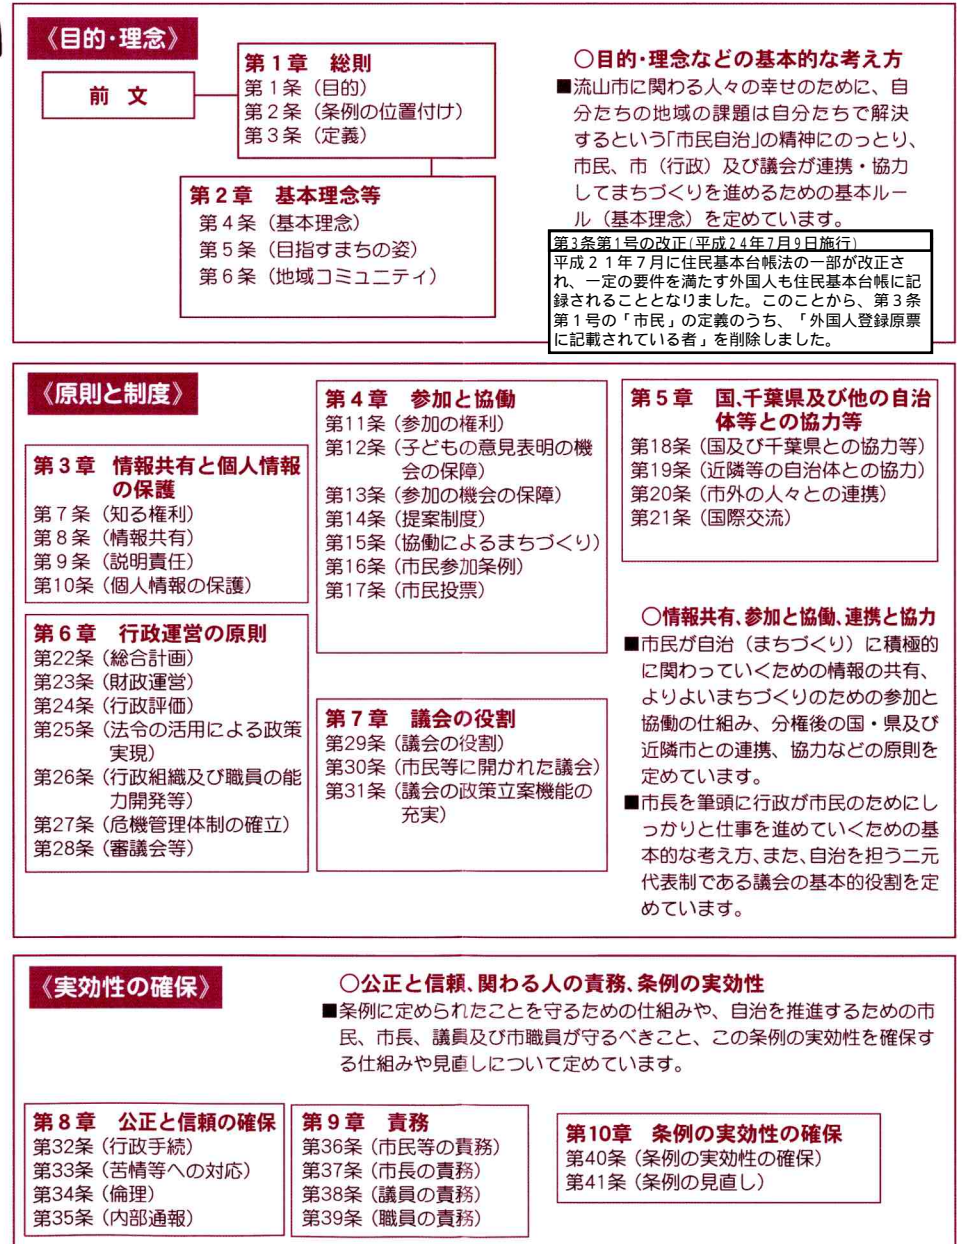 《目的・理念》
前　文
第１章　総則
第１条（目的）
第２条（条例の位置付け）
第３条（定義）
第２章　基本理念等
第４条（基本理念）
第５条（目指すまちの姿）
第６条（地域コミュニティ）
○目的・理念などの基本的な考え方
■流山市に関わる人々の幸せのために、自
分たちの地域の課題は自分たちで解決
するという「市民自治」の精神にのっとり、
市民、市（行政）及び議会が連携・協力
してまちづくりを進めるための基本ルー
ル（基本理念）を定めています。
第3条第1号の改正(平成24年7月9日施行)
平成２１年７月に住民基本台帳法の一部が改正さ
れ、一定の要件を満たす外国人も住民基本台帳に記
録されることとなりました。このことから、第３条
第１号の「市民」の定義のうち、「外国人登録原票
に記載されている者」を削除しました。
《原則と制度》
第３章　情報共有と個人情報
の保護
第７条（知る権利）
第８条（情報共有）
第９条（説明責任）
第10条（個人情報の保護）
第４章　参加と協働
第11条（参加の権利）
第12条（子どもの意見表明の機
会の保障）
第13条（参加の機会の保障）
第14条（提案制度）
第15条（協働によるまちづくり）
第16条（市民参加条例）
第17条（市民投票）
第５章　国、千葉県及び他の自治
体等との協力等
第18条（国及び千葉県との協力等）
第19条（近隣等の自治体との協力）
第20条（市外の人々との連携）
第21条（国際交流）
第６章　行政運営の原則
第22条（総合計画）
第23条（財政運営）
第24条（行政評価）
第25条（法令の活用による政策
実現）
第26条（行政組織及び職員の能
力開発等）
第27条（危機管理体制の確立）
第28条（審議会等）
第７章　議会の役割
第29条（議会の役割）
第30条（市民等に開かれた議会）
第31条（議会の政策立案機能の
充実）
○情報共有、参加と協働、連携と協力
■市民が自治（まちづくり）に積極的
に関わっていくための情報の共有、
よりよいまちづくりのための参加と
協働の仕組み、分権後の国・県及び
近隣市との連携、協力などの原則を
定めています。
■市長を筆頭に行政が市民のためにし
っかりと仕事を進めていくための基
本的な考え方、また、自治を担う二元
代表制である議会の基本的役割を定
めています。
《実効性の確保》
○公正と信頼、関わる人の責務、条例の実効性
■条例に定められたことを守るための仕組みや、自治を推進するための市
民、市長、議員及び市職員が守るべきこと、この条例の実効性を確保す
る仕組みや見直しについて定めています。
第８章　公正と信頼の確保
第32条（行政手続）
第33条（苦情等への対応）
第34条（倫理）
第35条（内部通報）
第９章　責務
第36条（市民等の責務）
第37条（市長の責務）
第38条（議員の責務）
第39条（職員の責務）
第10章　条例の実効性の確保
第40条（条例の実効性の確保）
第41条（条例の見直し）